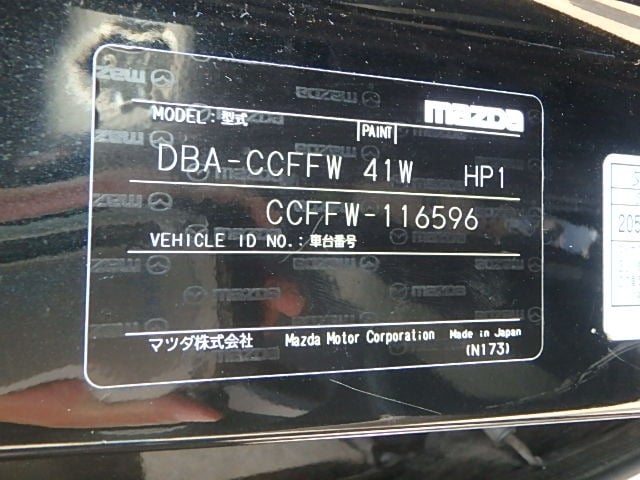 mazda
MODEL：型式
PAINT
DBA-CCFFW 41W HP1
CCFFW-116596
VEHICLE ID NO.：車台番号
マツダ株式会社 Mazda Motor Corporation Made in Japan
(N173)
205